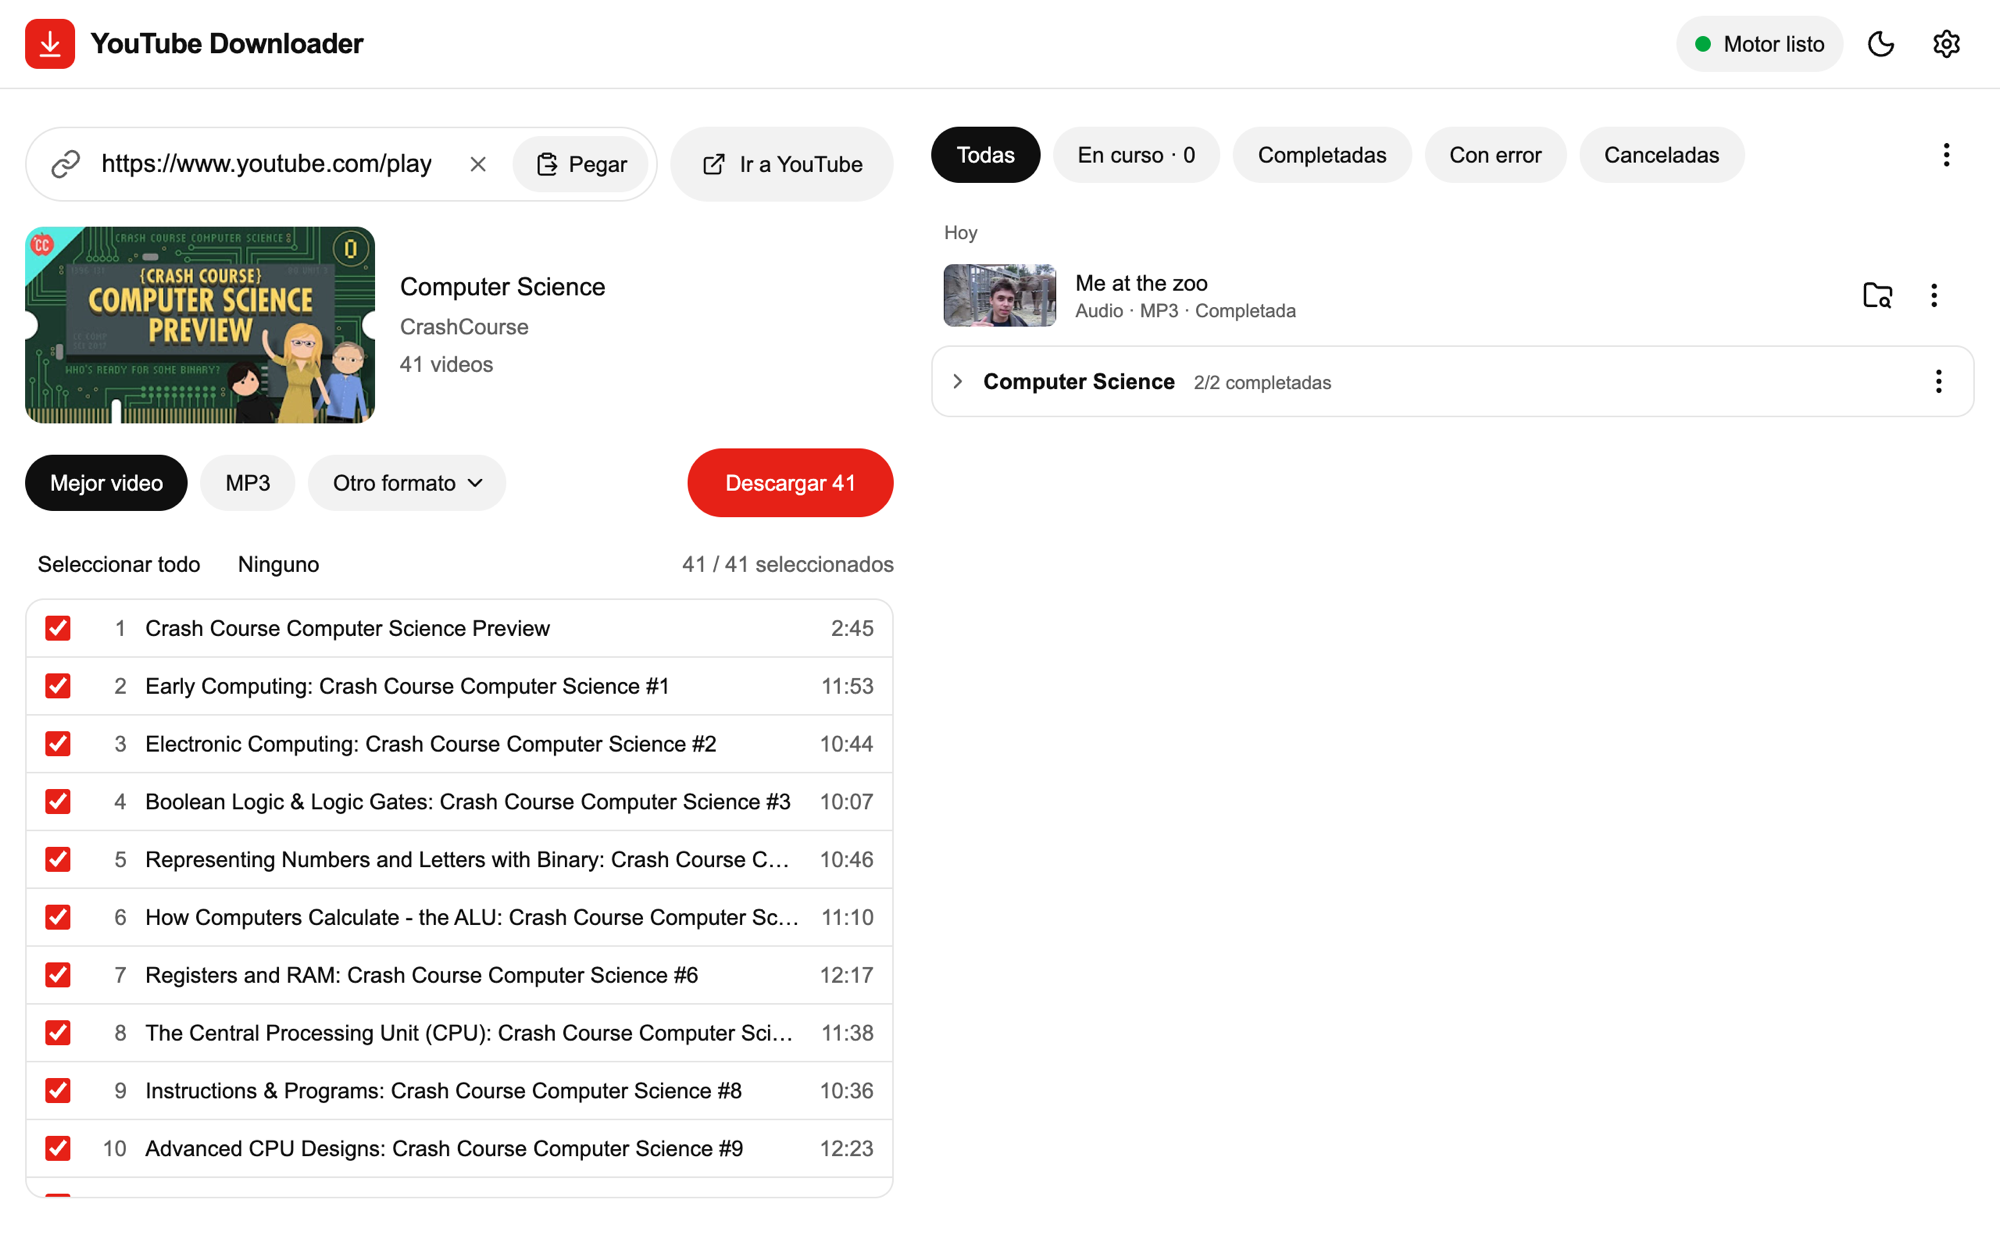 YouTube Downloader
Motor listo
https://www.youtube.com/play
Pegar
Ir a YouTube
Todas
En curso · 0
Completadas
Con error
Canceladas
CC
CRASH COURSE COMPUTER SCIENCE
0
{CRASH COURSE}
COMPUTER SCIENCE
PREVIEW
WHO'S READY FOR SOME BINARY?
Computer Science
CrashCourse
41 videos
Hoy
Me at the zoo
Audio · MP3 · Completada
Computer Science 2/2 completadas
Mejor video
MP3
Otro formato
Descargar 41
Seleccionar todo
Ninguno
41 / 41 seleccionados
1 Crash Course Computer Science Preview 2:45
2 Early Computing: Crash Course Computer Science #1 11:53
3 Electronic Computing: Crash Course Computer Science #2 10:44
4 Boolean Logic & Logic Gates: Crash Course Computer Science #3 10:07
5 Representing Numbers and Letters with Binary: Crash Course C… 10:46
6 How Computers Calculate - the ALU: Crash Course Computer Sc… 11:10
7 Registers and RAM: Crash Course Computer Science #6 12:17
8 The Central Processing Unit (CPU): Crash Course Computer Sci… 11:38
9 Instructions & Programs: Crash Course Computer Science #8 10:36
10 Advanced CPU Designs: Crash Course Computer Science #9 12:23